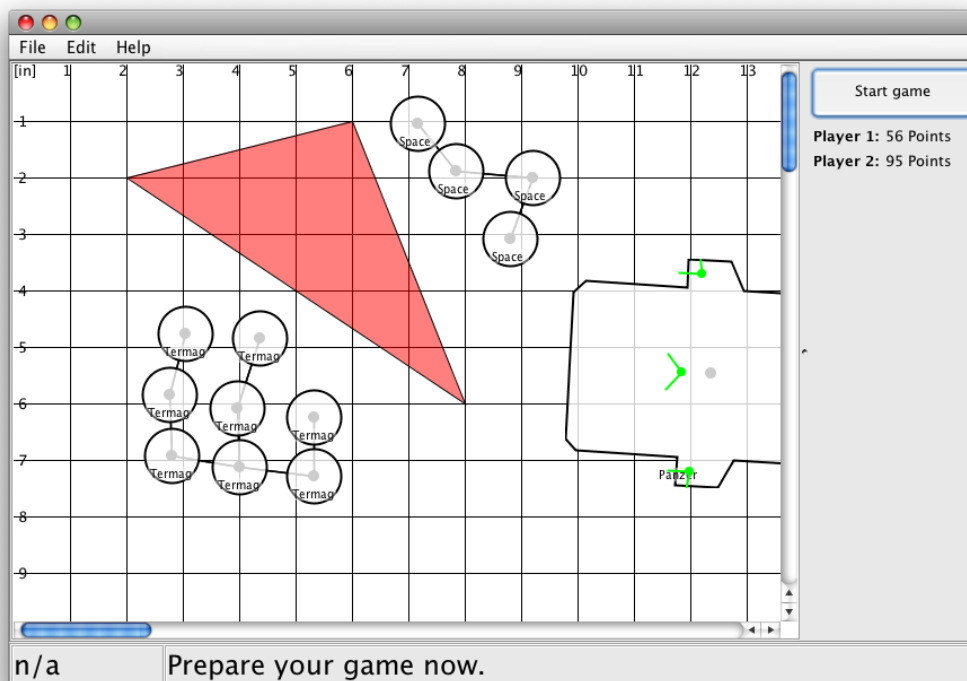 File Edit Help
[in] 1 2 3 4 5 6 7 8 9 10 11 12 13
Start game
1
Space
Player 1: 56 Points
Player 2: 95 Points
2
Space
Space
3
Space
4
5
Termag
Termag
6
Termag
Termag
Termag
7
Termag
Termag
Termag
Panzer
8
9
n/a
Prepare your game now.